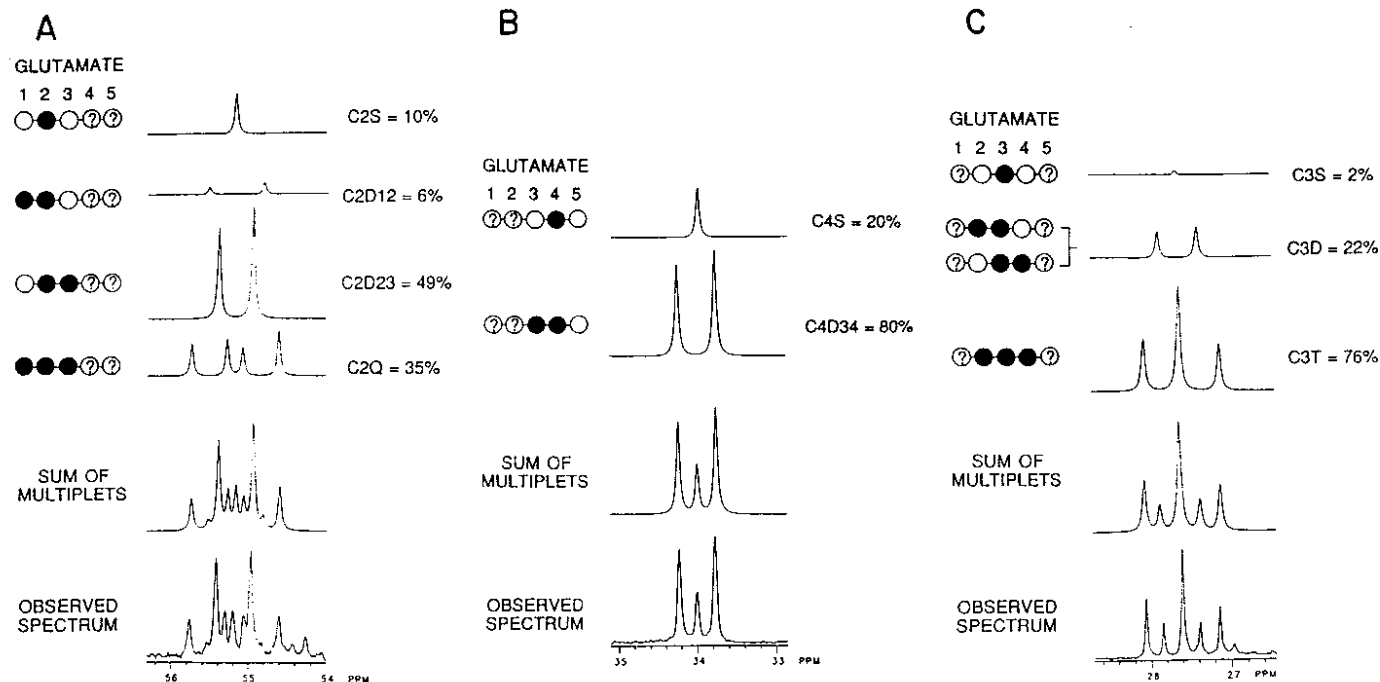 A
GLUTAMATE
1 2 3 4 5
? ?
C2S = 10%
? ?
C2D12 = 6%
? ?
C2D23 = 49%
? ?
C2Q = 35%
SUM OF
MULTIPLETS
OBSERVED
SPECTRUM
56 55 54 PPM
B
GLUTAMATE
1 2 3 4 5
? ?
C4S = 20%
? ?
C4D34 = 80%
SUM OF
MULTIPLETS
OBSERVED
SPECTRUM
35 34 33 PPM
C
GLUTAMATE
1 2 3 4 5
? ?
C3S = 2%
? ?
? ?
C3D = 22%
? ?
C3T = 76%
SUM OF
MULTIPLETS
OBSERVED
SPECTRUM
28 27 PPM